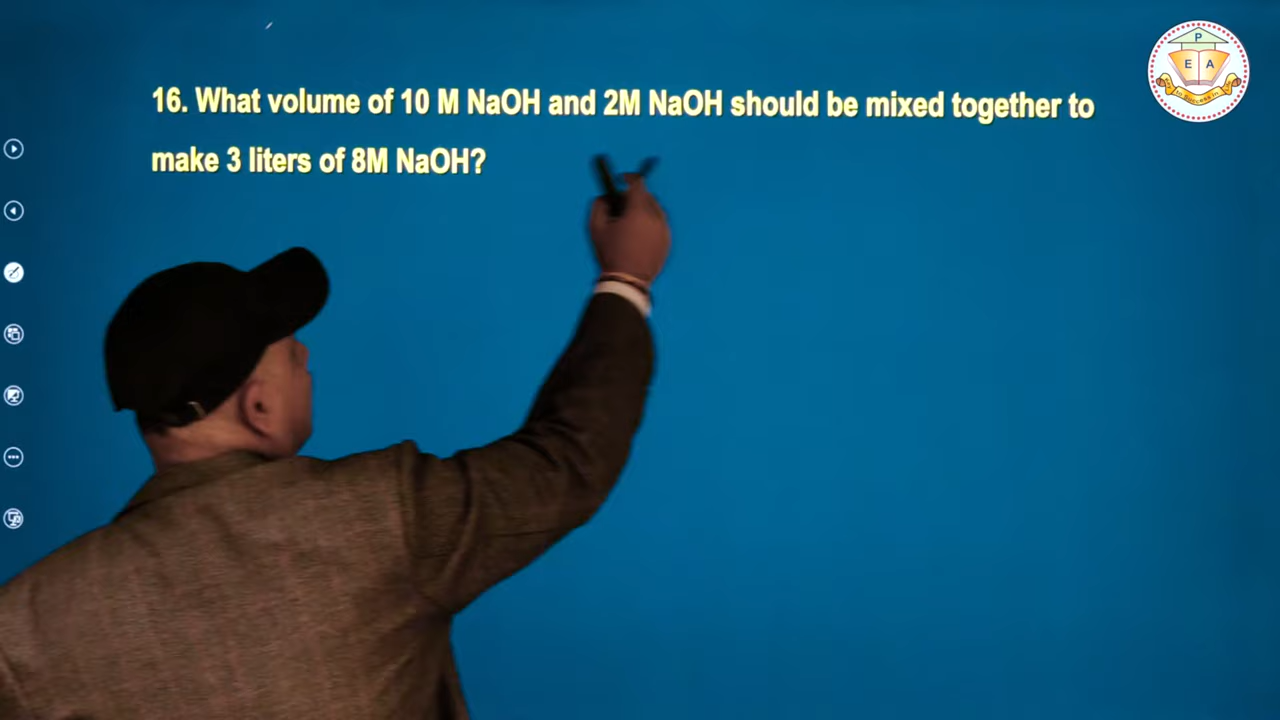 16. What volume of 10 M NaOH and 2M NaOH should be mixed together to
make 3 liters of 8M NaOH?
P
E A